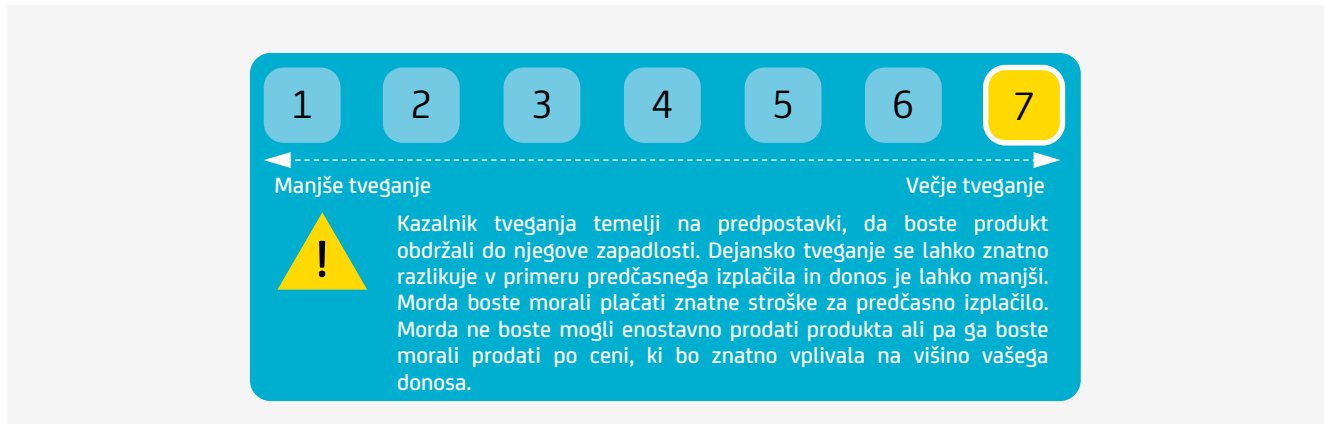 1 2 3 4 5 6 7
Manjše tveganje Večje tveganje
! Kazalnik tveganja temelji na predpostavki, da boste produkt
obdržali do njegove zapadlosti. Dejansko tveganje se lahko znatno
razlikuje v primeru predčasnega izplačila in donos je lahko manjši.
Morda boste morali plačati znatne stroške za predčasno izplačilo.
Morda ne boste mogli enostavno prodati produkta ali pa ga boste
morali prodati po ceni, ki bo znatno vplivala na višino vašega
donosa.